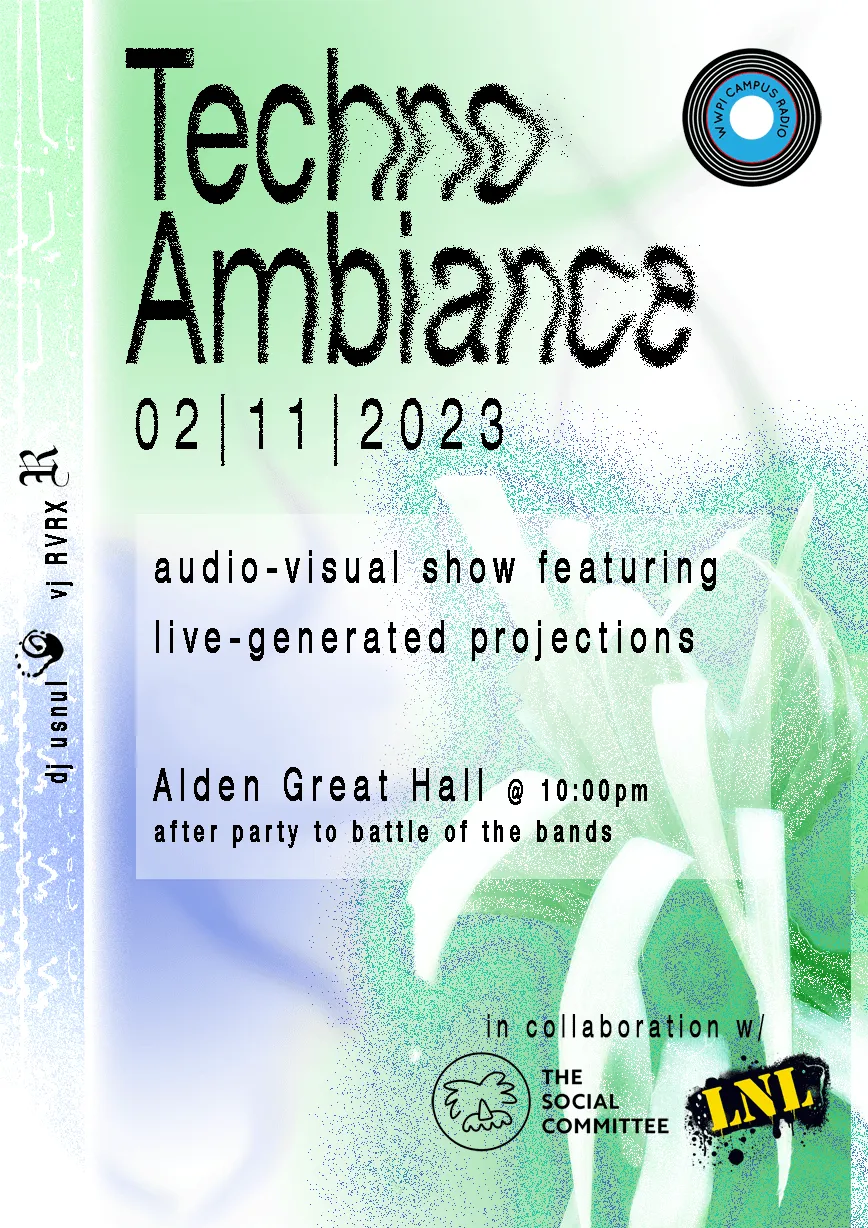 Techno
Ambiance
WWPI CAMPUS RADIO
02|11|2023
audio-visual show featuring
live-generated projections
Alden Great Hall @ 10:00pm
after party to battle of the bands
dj usnul
vj RVRX R
in collaboration w/
THE
SOCIAL
COMMITTEE
LNL